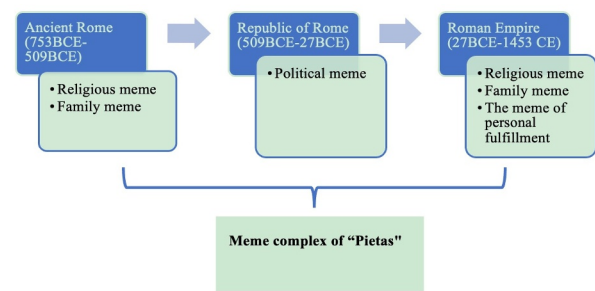 Ancient Rome
(753BCE-
509BCE)
• Religious meme
• Family meme
Republic of Rome
(509BCE-27BCE)
• Political meme
Roman Empire
(27BCE-1453 CE)
• Religious meme
• Family meme
• The meme of
personal
fulfillment
Meme complex of “Pietas"